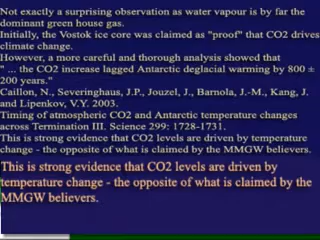 Not exactly a surprising observation as water vapour is by far the
dominant green house gas.
Initially, the Vostok ice core was claimed as "proof" that CO2 drives
climate change.
However, a more careful and thorough analysis showed that
" ... the CO2 increase lagged Antarctic deglacial warming by 800 ±
200 years."
Caillon, N., Severinghaus, J.P., Jouzel, J., Barnola, J.-M., Kang, J.
and Lipenkov, V.Y. 2003.
Timing of atmospheric CO2 and Antarctic temperature changes
across Termination III. Science 299: 1728-1731.
This is strong evidence that CO2 levels are driven by temperature
change - the opposite of what is claimed by the MMGW believers.
This is strong evidence that CO2 levels are driven by
temperature change - the opposite of what is claimed by the
MMGW believers.